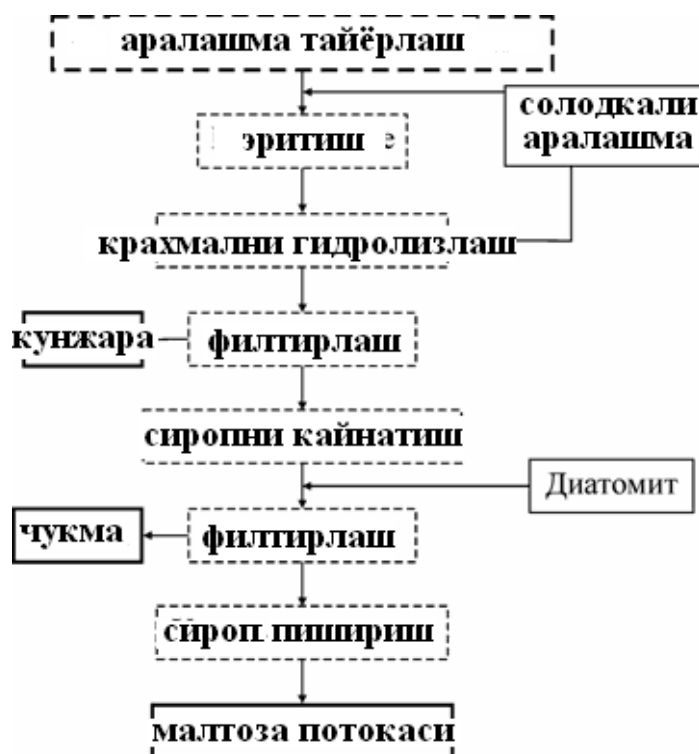 аралашма тайёрлаш
солодкали
аралашма
эритиш
крахмални гидролизлаш
кунжара
филтирлаш
сиропни кайнатиш
Диатомит
чукма
филтирлаш
сироп пишириш
малтоза потокаси